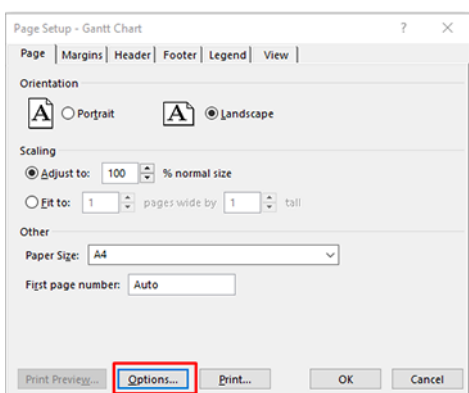 Page Setup - Gantt Chart ? ×
Page Margins Header Footer Legend View
Orientation
A Portrait A Landscape
Scaling
Adjust to: 100 % normal size
Fit to: 1 pages wide by 1 tall
Other
Paper Size: A4
First page number: Auto
Print Preview... Options... Print... OK Cancel